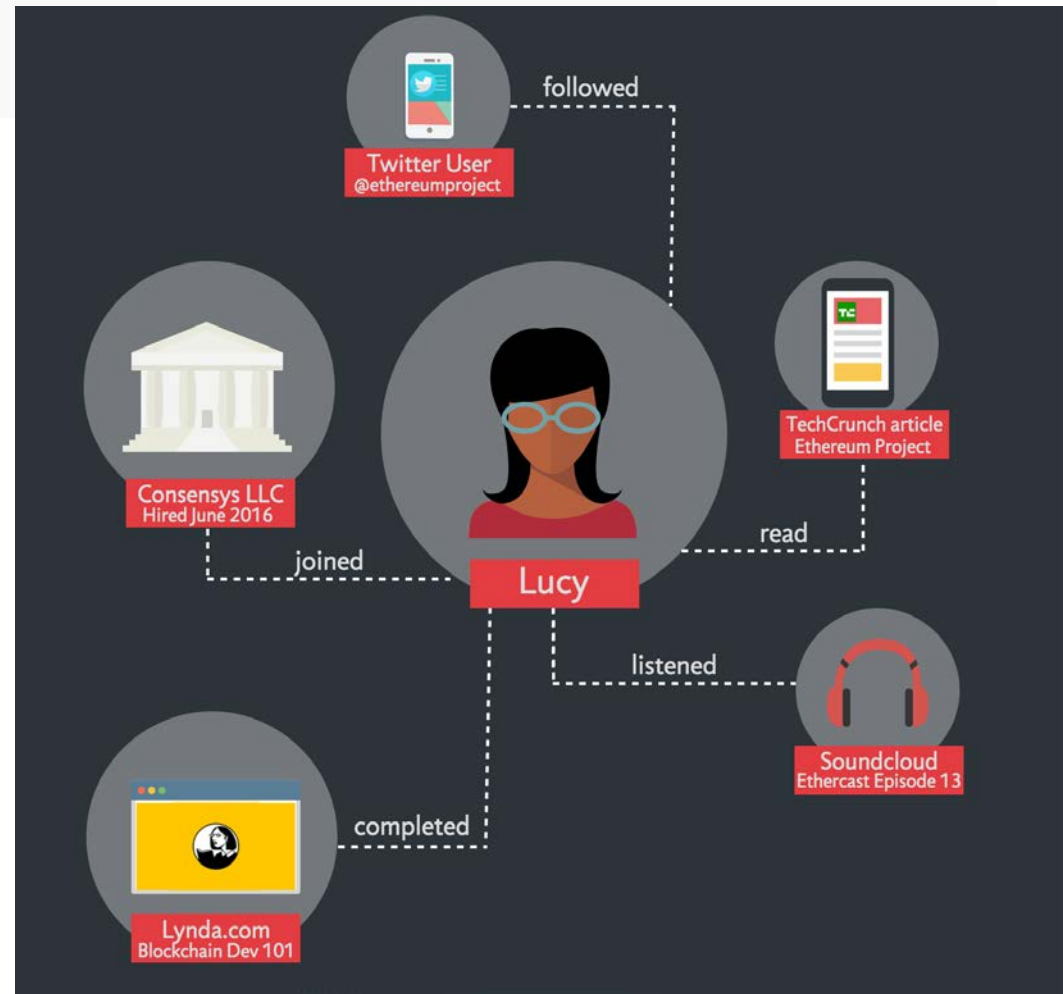 followed
Twitter User
@ethereumproject
TC
TechCrunch article
Ethereum Project
Consensys LLC
Hired June 2016
read
joined
Lucy
listened
Soundcloud
Ethercast Episode 13
completed
Lynda.com
Blockchain Dev 101